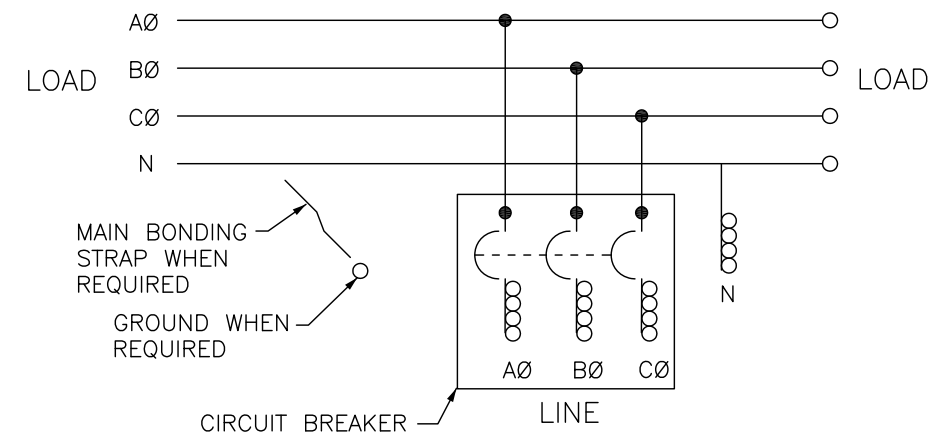 AØ
LOAD BØ LOAD
CØ
N
MAIN BONDING
STRAP WHEN
REQUIRED
GROUND WHEN
REQUIRED
N
AØ BØ CØ
CIRCUIT BREAKER
LINE